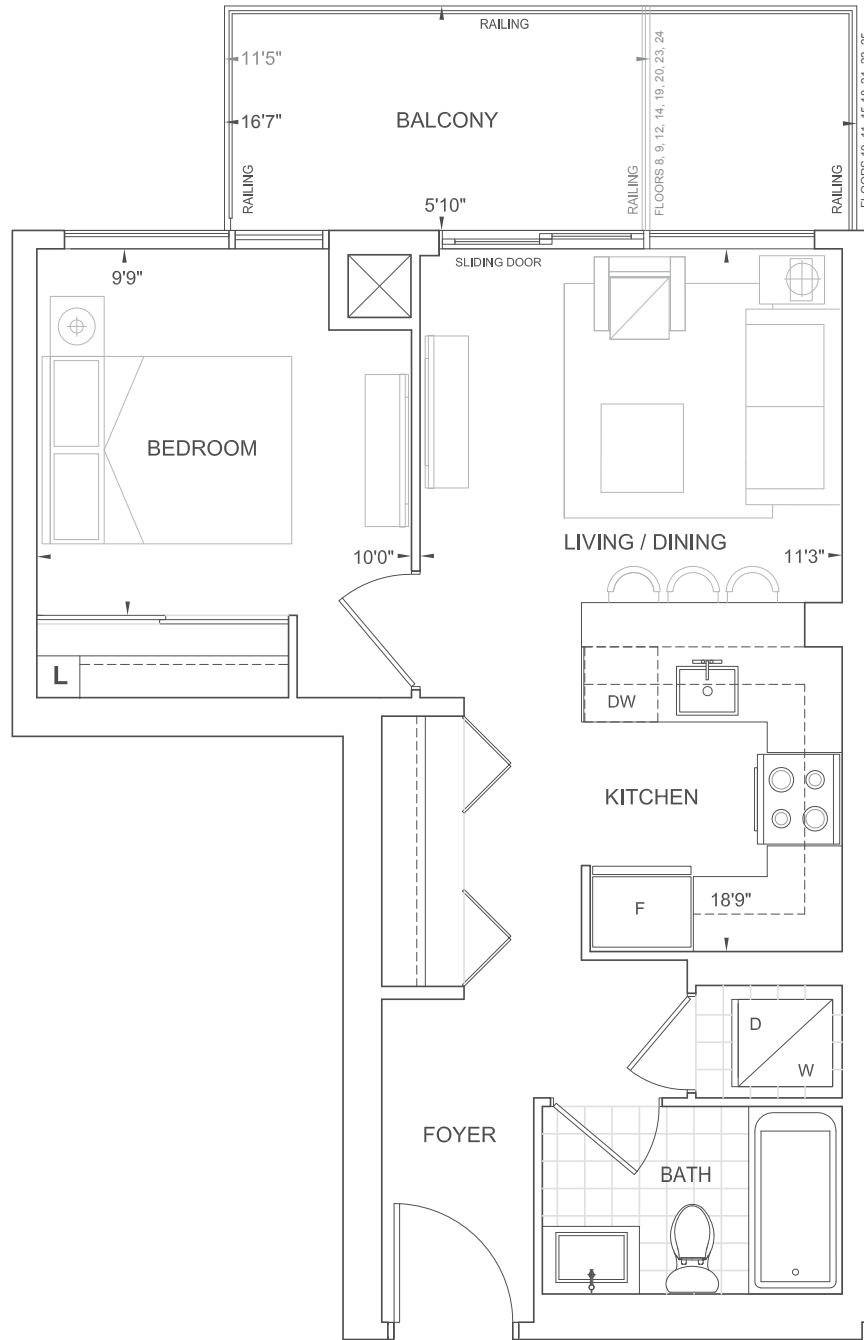 RAILING
11'5"
16'7"
BALCONY
RAILING
RAILING
FLOORS 8, 9, 12, 14, 19, 20, 23, 24
RAILING
5'10"
SLIDING DOOR
9'9"
BEDROOM
LIVING / DINING
10'0"
11'3"
L
DW
KITCHEN
18'9"
F
D
W
FOYER
BATH